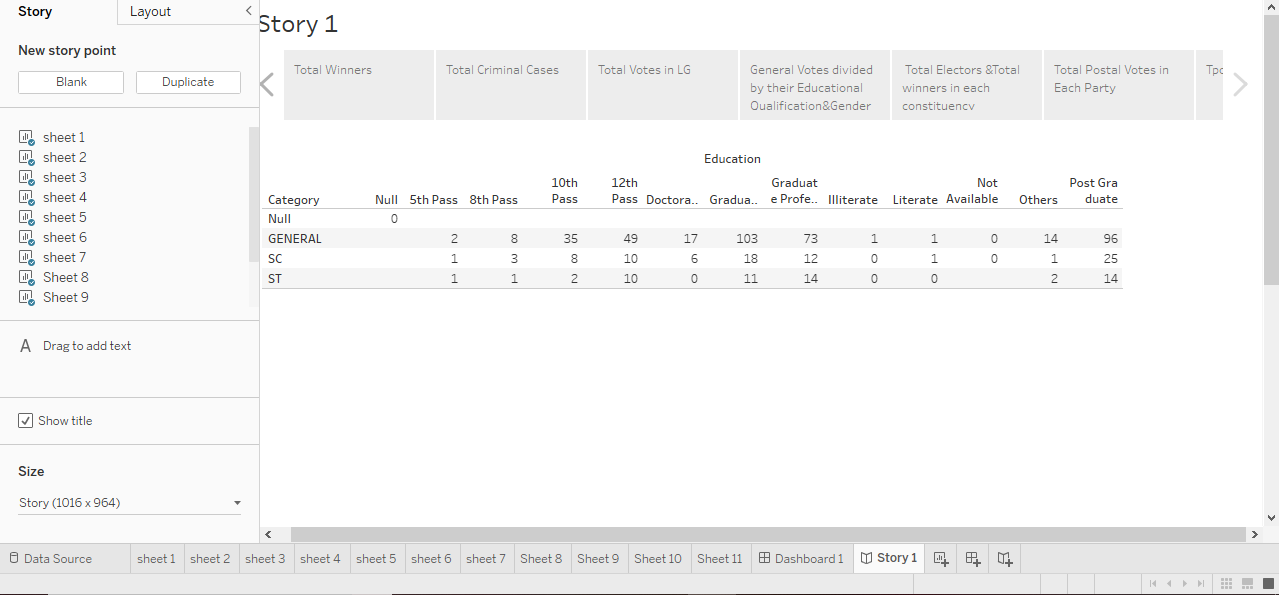 Story
Layout
Story 1
New story point
Blank
Duplicate
Total Winners
Total Criminal Cases
Total Votes in LG
General Votes divided
by their Educational
Qualification&Gender
Total Electors &Total
winners in each
constituency
Total Postal Votes in
Each Party
sheet 1
sheet 2
sheet 3
sheet 4
sheet 5
sheet 6
sheet 7
Sheet 8
Sheet 9
Education
Category Null 5th Pass 8th Pass 10th Pass 12th Pass Doctora.. Gradua.. Graduat e Profe.. Illiterate Literate Not Available Others Post Gra duate
Null 0
GENERAL 2 8 35 49 17 103 73 1 1 0 14 96
SC 1 3 8 10 6 18 12 0 1 0 1 25
ST 1 1 2 10 0 11 14 0 0 2 14
A Drag to add text
Show title
Size
Story (1016 x 964)
Data Source sheet 1 sheet 2 sheet 3 sheet 4 sheet 5 sheet 6 sheet 7 Sheet 8 Sheet 9 Sheet 10 Sheet 11 Dashboard 1 Story 1